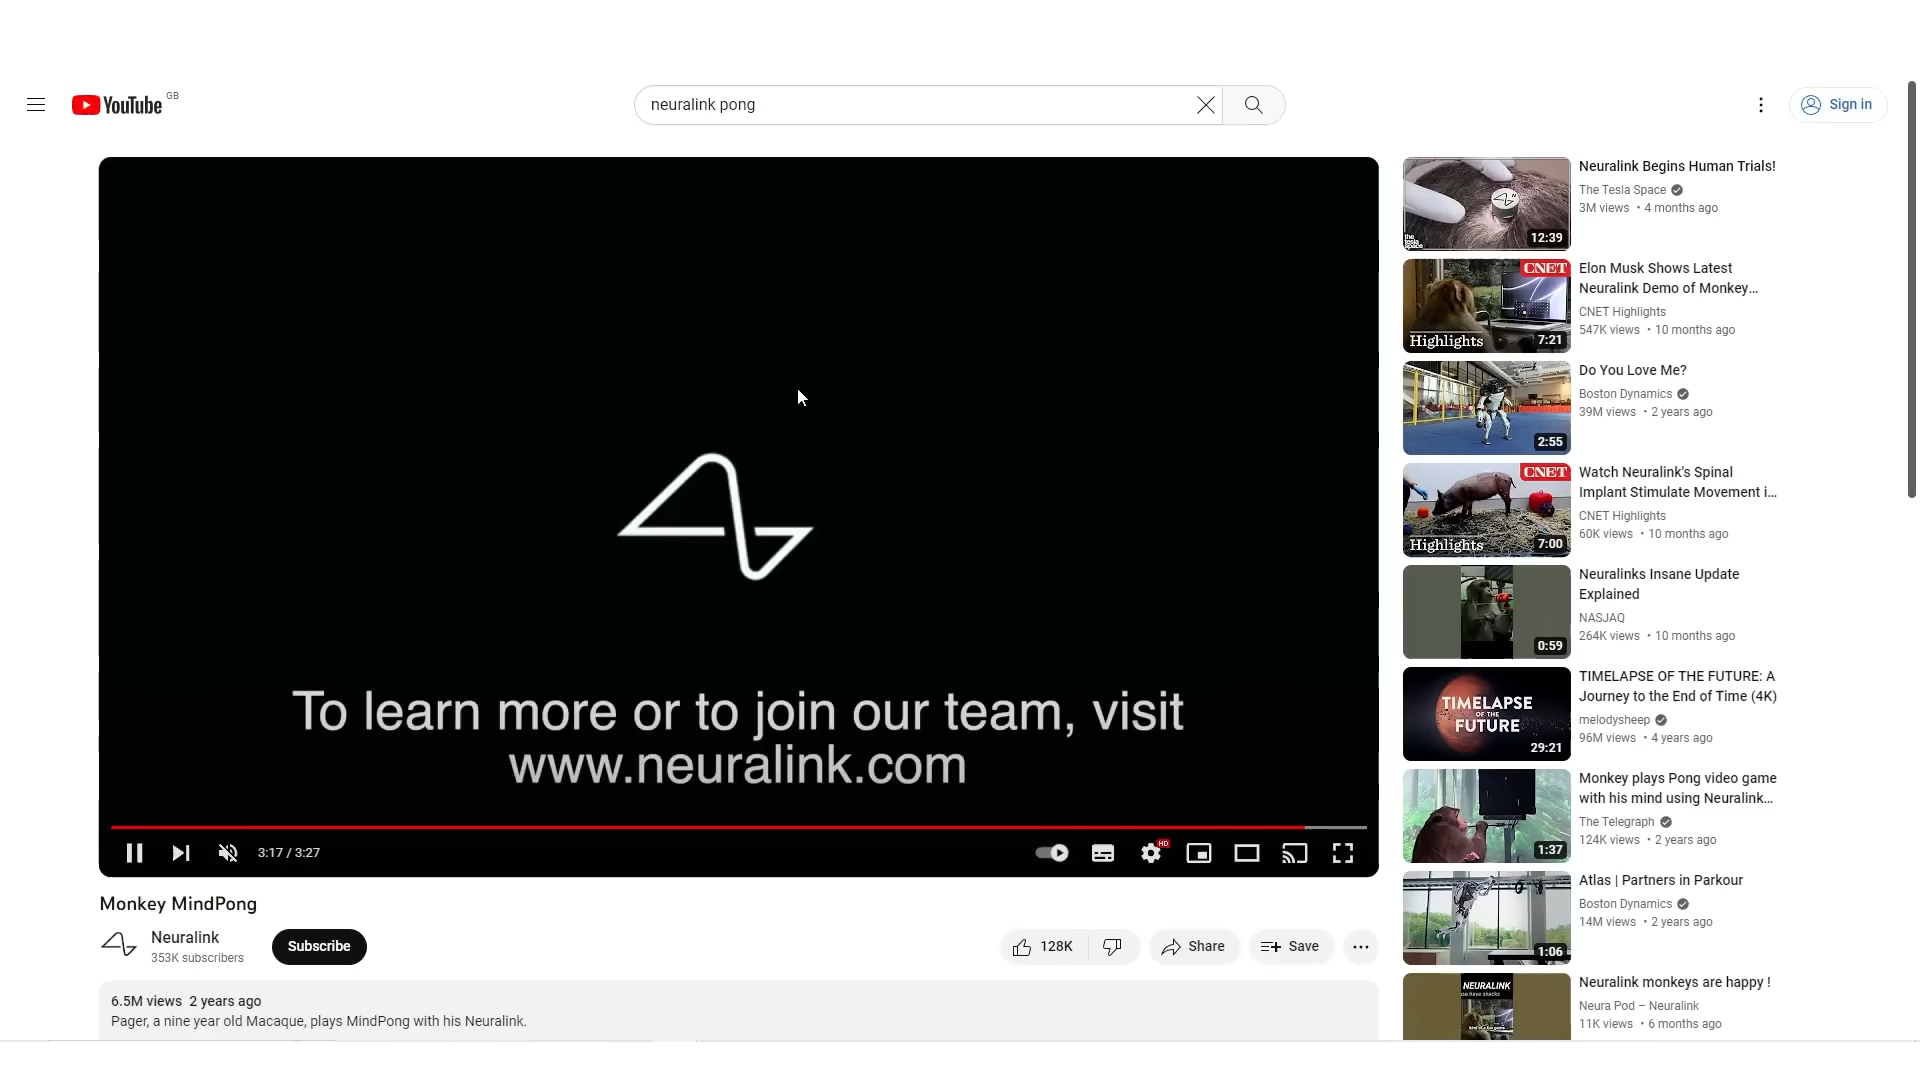 YouTube GB
neuralink pong
Sign in
To learn more or to join our team, visit
www.neuralink.com
3:17 / 3:27
HD
Monkey MindPong
Neuralink
353K subscribers
Subscribe
128K
Share
Save
6.5M views 2 years ago
Pager, a nine year old Macaque, plays MindPong with his Neuralink.
the
tesla
space
12:39
Neuralink Begins Human Trials!
The Tesla Space
3M views • 4 months ago
CNET
Highlights
7:21
Elon Musk Shows Latest
Neuralink Demo of Monkey...
CNET Highlights
547K views • 10 months ago
2:55
Do You Love Me?
Boston Dynamics
39M views • 2 years ago
CNET
Highlights
7:00
Watch Neuralink's Spinal
Implant Stimulate Movement i...
CNET Highlights
60K views • 10 months ago
0:59
Neuralinks Insane Update
Explained
NASJAQ
264K views • 10 months ago
TIMELAPSE
OF THE
FUTURE
29:21
TIMELAPSE OF THE FUTURE: A
Journey to the End of Time (4K)
melodysheep
96M views • 4 years ago
1:37
Monkey plays Pong video game
with his mind using Neuralink...
The Telegraph
124K views • 2 years ago
1:06
Atlas | Partners in Parkour
Boston Dynamics
14M views • 2 years ago
NEURALINK
Neuralink monkeys are happy !
Neura Pod – Neuralink
11K views • 6 months ago